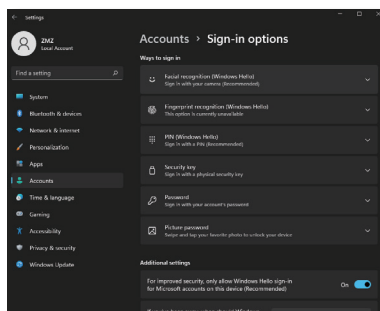 Settings
ZMZ
Local Account
Find a setting
System
Bluetooth & devices
Network & internet
Personalization
Apps
Accounts
Time & language
Gaming
Accessibility
Privacy & security
Windows Update
Accounts > Sign-in options
Ways to sign in
Facial recognition (Windows Hello)
Sign in with your camera (Recommended)
Fingerprint recognition (Windows Hello)
This option is currently unavailable
PIN (Windows Hello)
Sign in with a PIN (Recommended)
Security key
Sign in with a physical security key
Password
Sign in with your account's password
Picture password
Swipe and tap your favorite photo to unlock your device
Additional settings
For improved security, only allow Windows Hello sign-in
for Microsoft accounts on this device (Recommended)
On